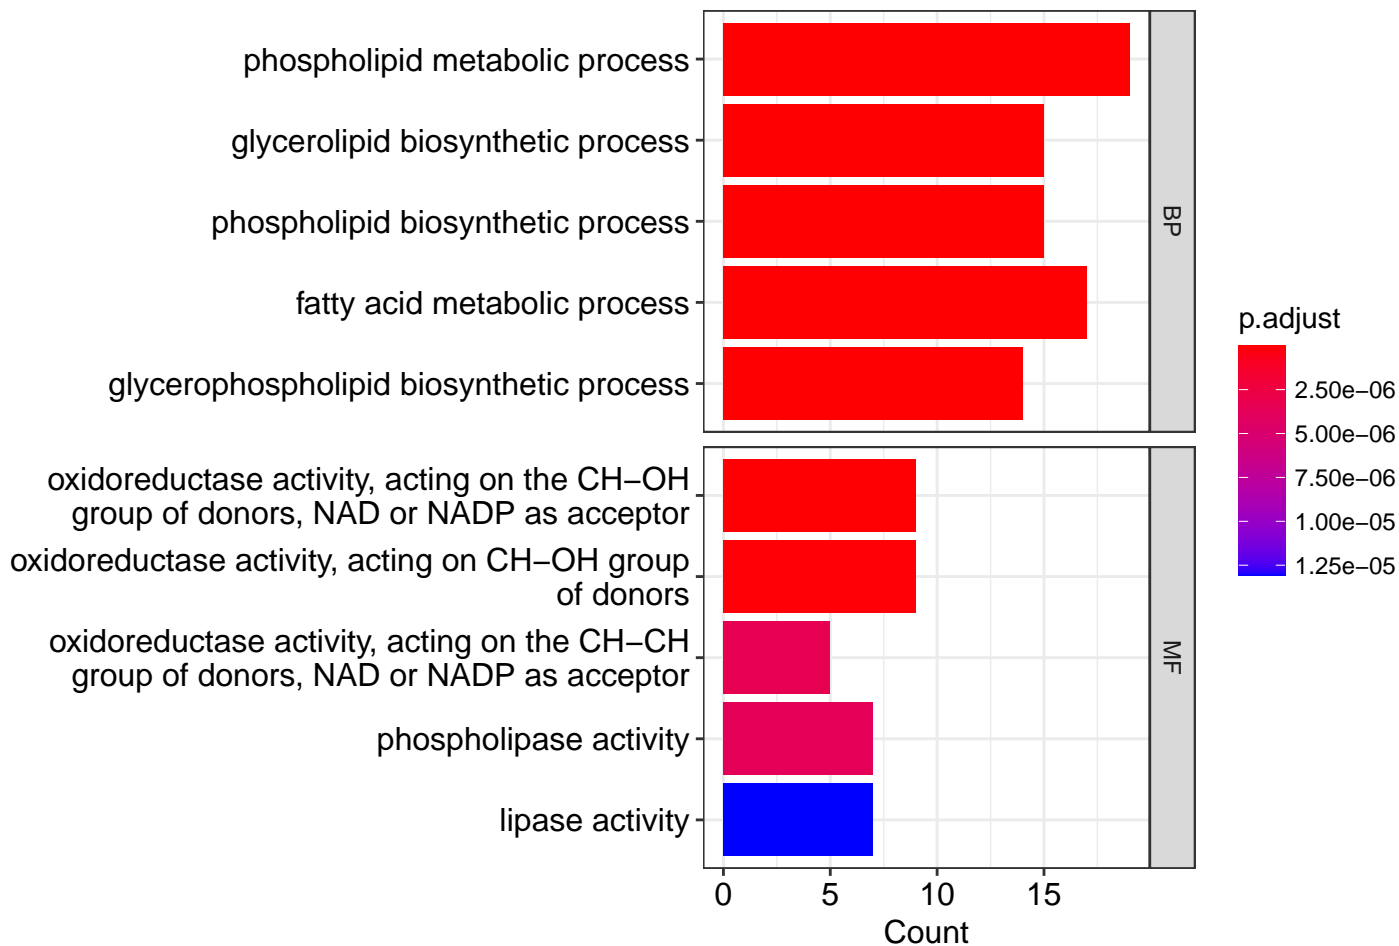 phospholipid metabolic process
glycerolipid biosynthetic process
phospholipid biosynthetic process
fatty acid metabolic process
glycerophospholipid biosynthetic process
BP
oxidoreductase activity, acting on the CH−OH
group of donors, NAD or NADP as acceptor
oxidoreductase activity, acting on CH−OH group
of donors
oxidoreductase activity, acting on the CH−CH
group of donors, NAD or NADP as acceptor
phospholipase activity
lipase activity
MF
0 5 10 15
Count
p.adjust
2.50e−06
5.00e−06
7.50e−06
1.00e−05
1.25e−05